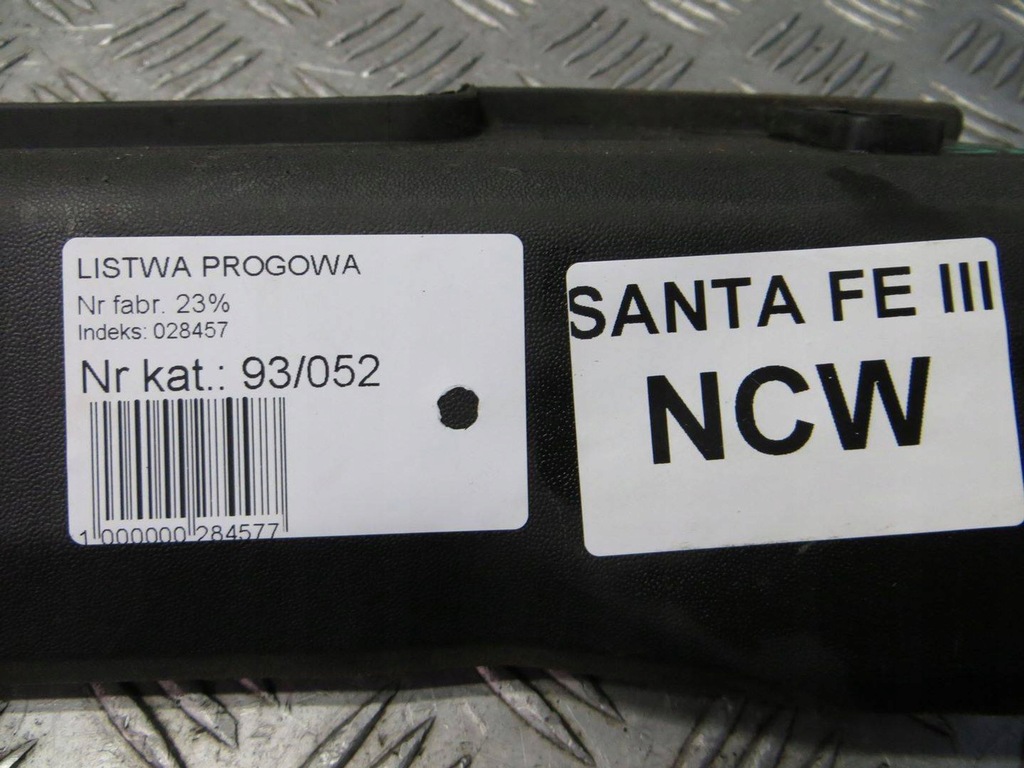 LISTWA PROGOWA
Nr fabr. 23%
Indeks: 028457
Nr kat.: 93/052
1 000000 284577
SANTA FE III
NCW